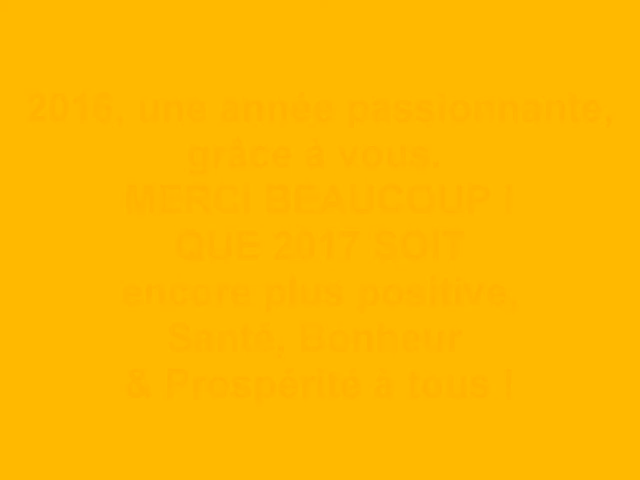 2016, une année passionnante,
grâce à vous.
MERCI BEAUCOUP !
QUE 2017 SOIT
encore plus positive,
Santé, Bonheur
& Prospérité à tous !